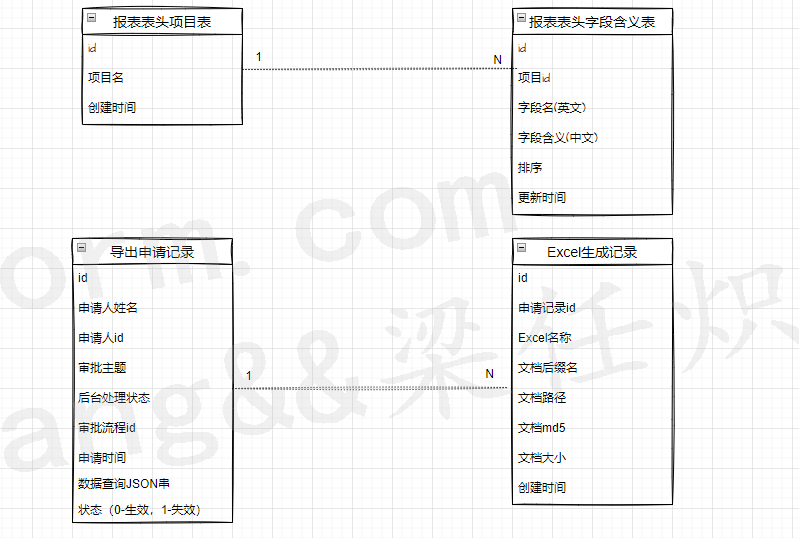 报表表头项目表
id
项目名
创建时间
1
N
报表表头字段含义表
id
项目id
字段名(英文)
字段含义(中文)
排序
更新时间
导出申请记录
id
申请人姓名
申请人id
审批主题
后台处理状态
审批流程id
申请时间
数据查询JSON串
状态（0-生效，1-失效）
1
N
Excel生成记录
id
申请记录id
Excel名称
文档后缀名
文档路径
文档md5
文档大小
创建时间
orm.com
ang&&梁任炽